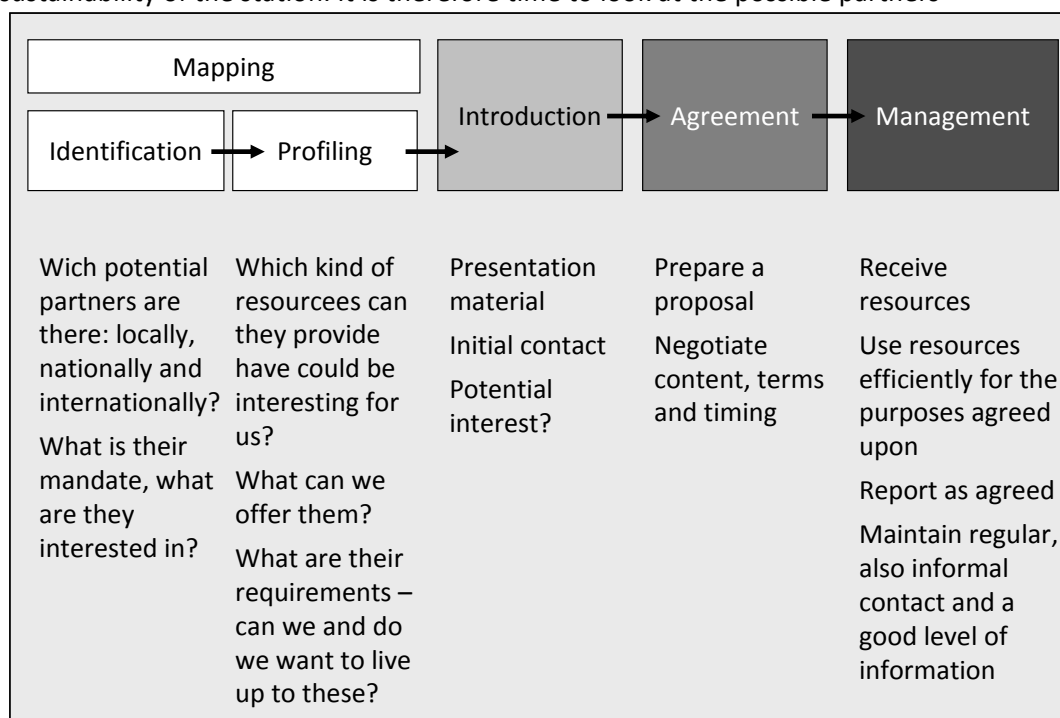 sustainability of the station. It is therefore time to look at the possible partners
Mapping
Identification
Profiling
Introduction
Agreement
Management
Wich potential
partners are
there: locally,
nationally and
internationally?
What is their
mandate, what
are they
interested in?
Which kind of
resourcees can
they provide
have could be
interesting for
us?
What can we
offer them?
What are their
requirements –
can we and do
we want to live
up to these?
Presentation
material
Initial contact
Potential
interest?
Prepare a
proposal
Negotiate
content, terms
and timing
Receive
resources
Use resources
efficiently for the
purposes agreed
upon
Report as agreed
Maintain regular,
also informal
contact and a
good level of
information